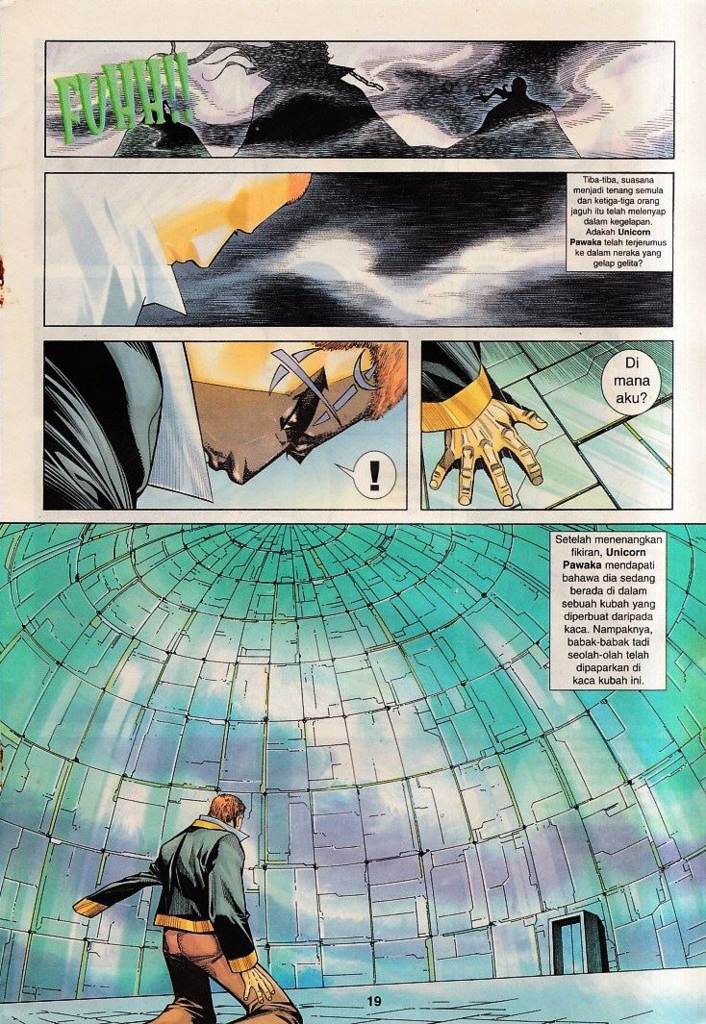 FUHH!!
Tiba-tiba, suasana
menjadi tenang semula
dan ketiga-tiga orang
jaguh itu telah melenyap
dalam kegelapan.
Adakah Unicorn
Pawaka telah terjerumus
ke dalam neraka yang
gelap gelita?
!
Di
mana
aku?
Setelah menenangkan
fikiran, Unicorn
Pawaka mendapati
bahawa dia sedang
berada di dalam
sebuah kubah yang
diperbuat daripada
kaca. Nampaknya,
babak-babak tadi
seolah-olah telah
dipaparkan di
kaca kubah ini.
19